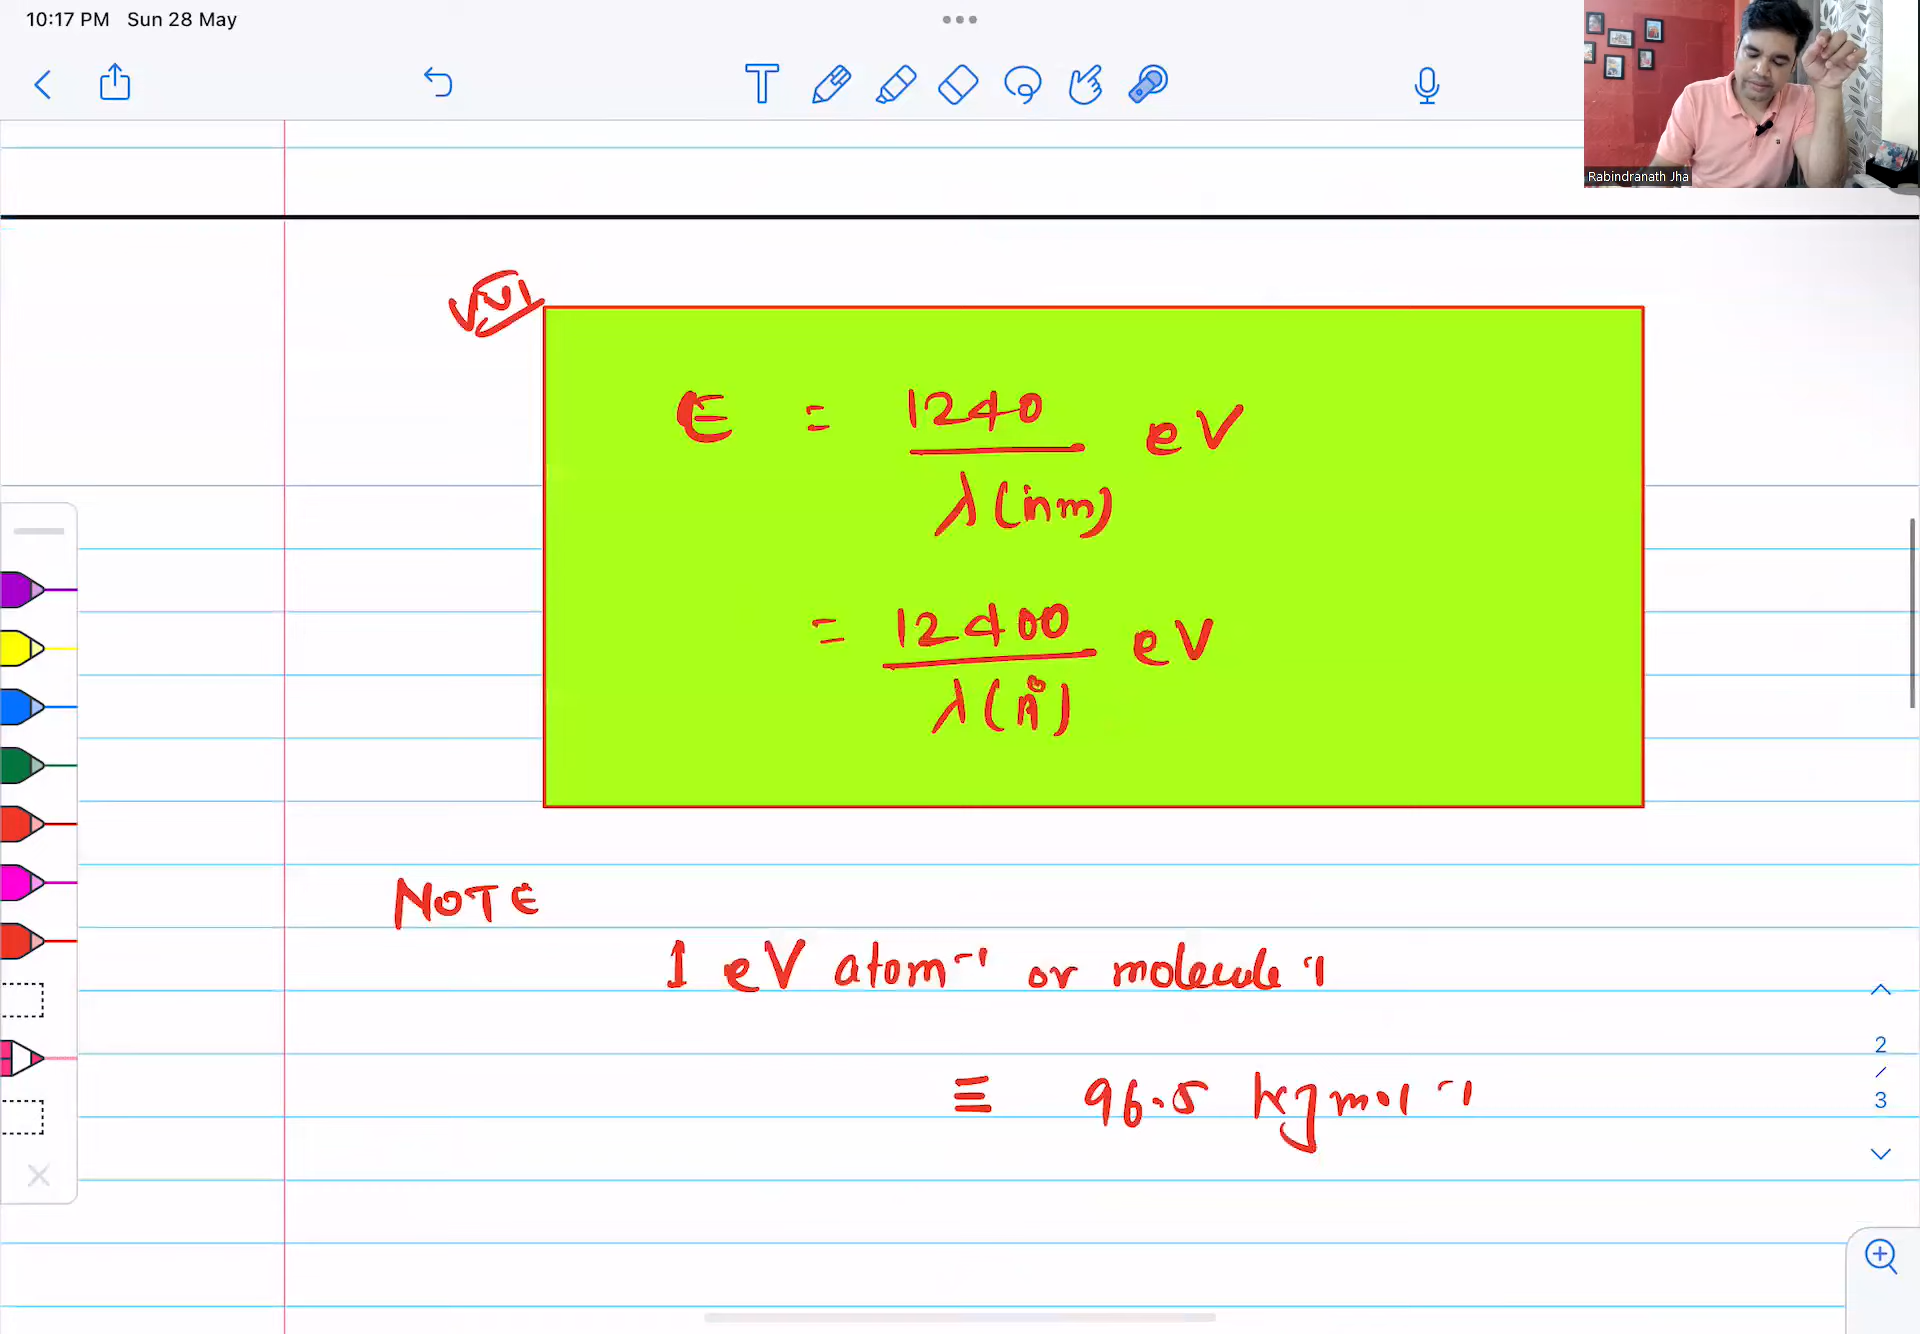 10:17 PM Sun 28 May
Rabindranath Jha
VVI
E = 1240 / λ(in m) eV
= 12400 / λ(A°) eV
NOTE
1 eV atom⁻¹ or molecule⁻¹
≡ 96.5 kJ mol⁻¹
2
/
3